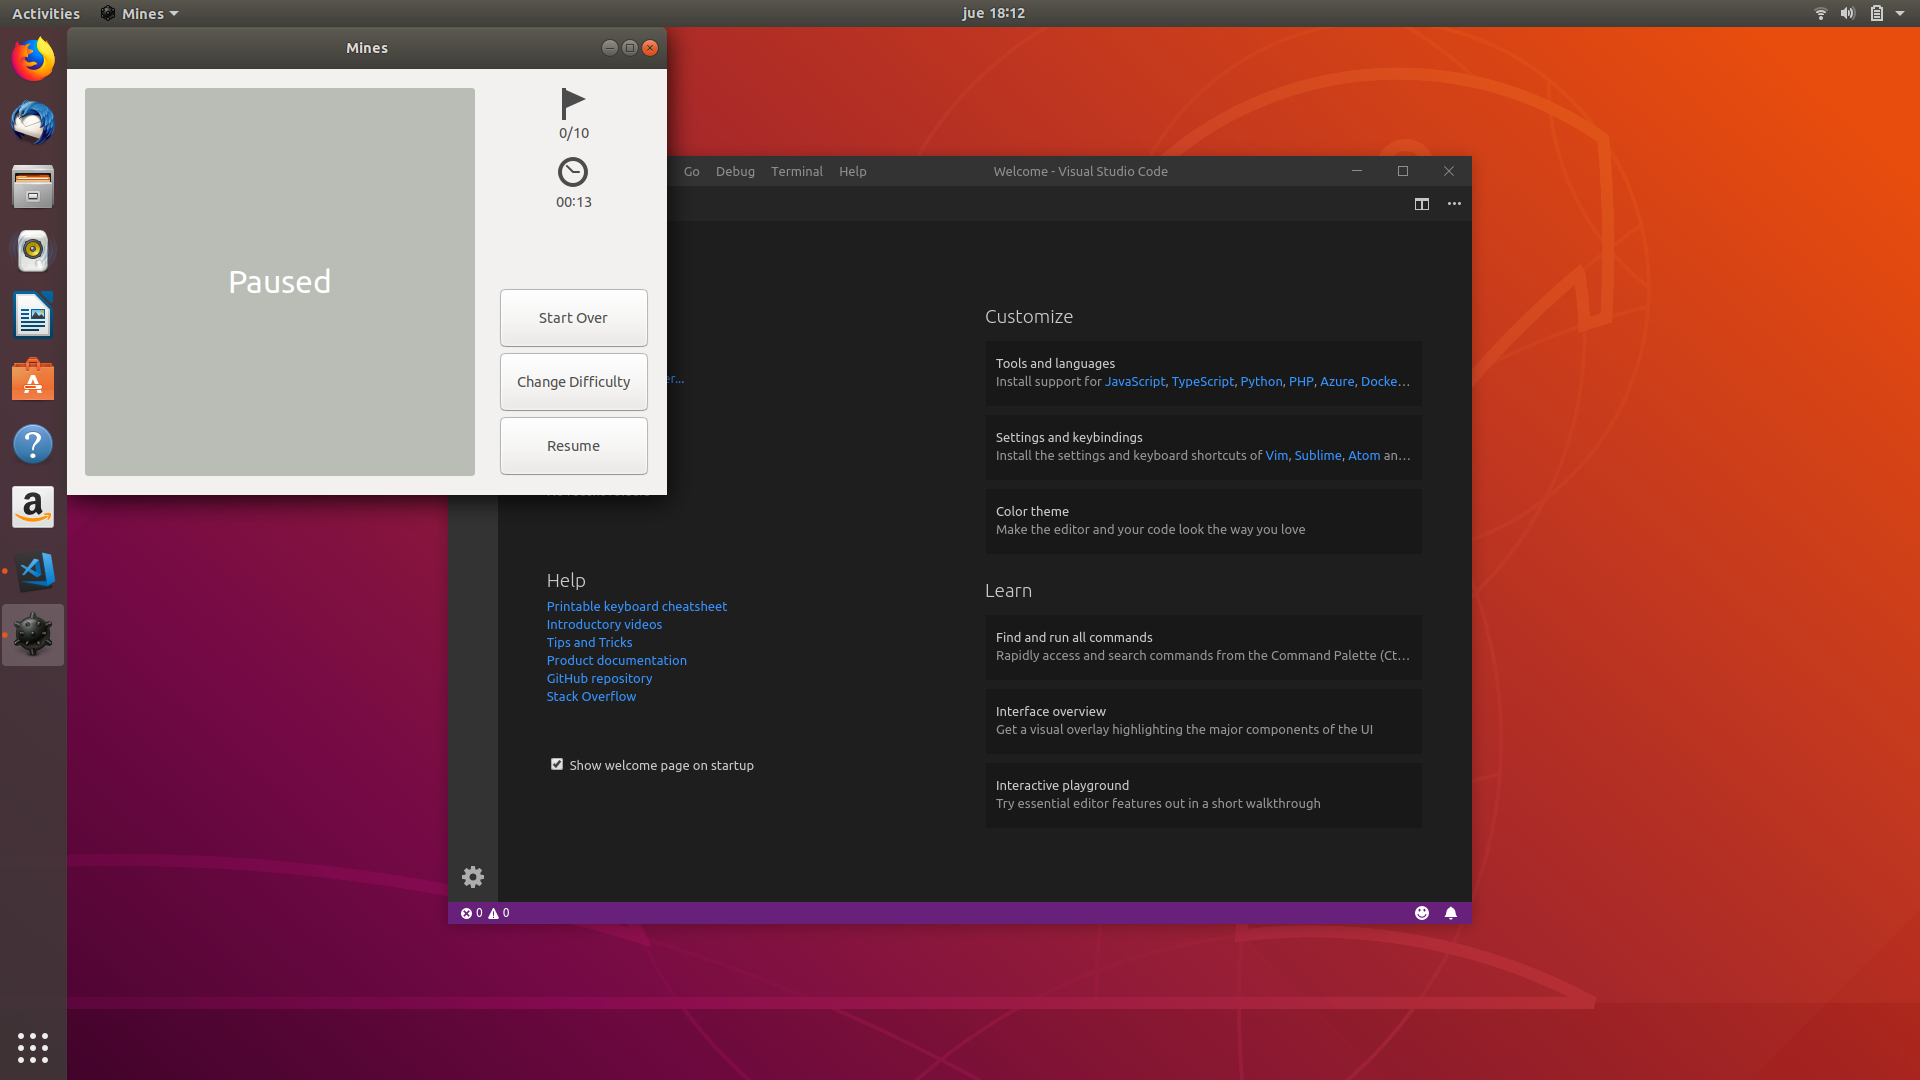 Activities
Mines
jue 18:12
Mines
0/10
00:13
Paused
Start Over
Change Difficulty
Resume
Go
Debug
Terminal
Help
Welcome - Visual Studio Code
er...
Customize
Tools and languages
Install support for JavaScript, TypeScript, Python, PHP, Azure, Docke...
Settings and keybindings
Install the settings and keyboard shortcuts of Vim, Sublime, Atom an...
Color theme
Make the editor and your code look the way you love
Help
Printable keyboard cheatsheet
Introductory videos
Tips and Tricks
Product documentation
GitHub repository
Stack Overflow
Show welcome page on startup
Learn
Find and run all commands
Rapidly access and search commands from the Command Palette (Ct...
Interface overview
Get a visual overlay highlighting the major components of the UI
Interactive playground
Try essential editor features out in a short walkthrough
0 0